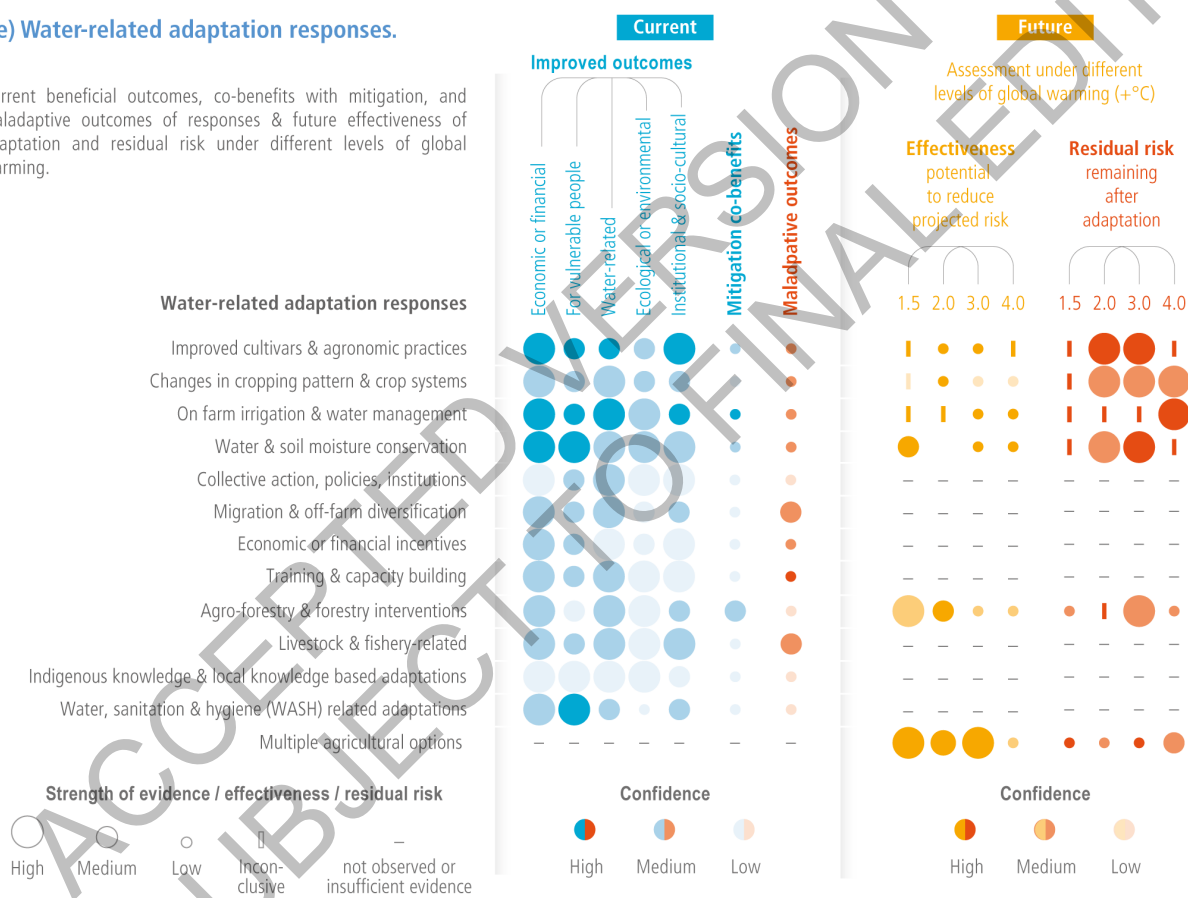 e) Water-related adaptation responses.
rrent beneficial outcomes, co-benefits with mitigation, and
aladaptive outcomes of responses & future effectiveness of
aptation and residual risk under different levels of global
rming.
Current
Improved outcomes
Economic or financial
For vulnerable people
Water-related
Ecological or environmental
Institutional & socio-cultural
Mitigation co-benefits
Maladpative outcomes
Future
Assessment under different
levels of global warming (+°C)
Effectiveness
potential
to reduce
projected risk
Residual risk
remaining
after
adaptation
1.5 2.0 3.0 4.0
1.5 2.0 3.0 4.0
Water-related adaptation responses
Improved cultivars & agronomic practices
Changes in cropping pattern & crop systems
On farm irrigation & water management
Water & soil moisture conservation
Collective action, policies, institutions
Migration & off-farm diversification
Economic or financial incentives
Training & capacity building
Agro-forestry & forestry interventions
Livestock & fishery-related
Indigenous knowledge & local knowledge based adaptations
Water, sanitation & hygiene (WASH) related adaptations
Multiple agricultural options
Strength of evidence / effectiveness / residual risk
High
Medium
Low
Incon-
clusive
not observed or
insufficient evidence
Confidence
High
Medium
Low
Confidence
High
Medium
Low
ACCEPTED VERSION
UBJECT TO FINAL EDIT